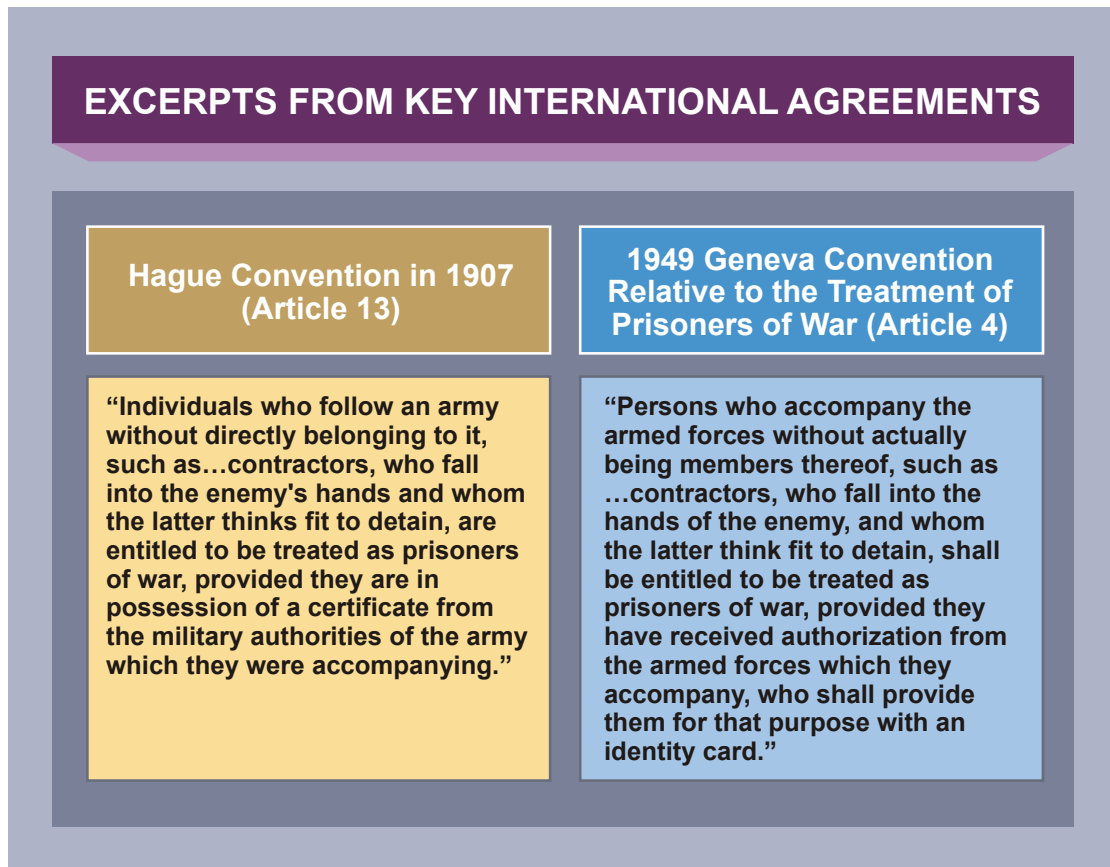 EXCERPTS FROM KEY INTERNATIONAL AGREEMENTS
Hague Convention in 1907
(Article 13)
“Individuals who follow an army
without directly belonging to it,
such as…contractors, who fall
into the enemy's hands and whom
the latter thinks fit to detain, are
entitled to be treated as prisoners
of war, provided they are in
possession of a certificate from
the military authorities of the army
which they were accompanying.”
1949 Geneva Convention
Relative to the Treatment of
Prisoners of War (Article 4)
“Persons who accompany the
armed forces without actually
being members thereof, such as
…contractors, who fall into the
hands of the enemy, and whom
the latter think fit to detain, shall
be entitled to be treated as
prisoners of war, provided they
have received authorization from
the armed forces which they
accompany, who shall provide
them for that purpose with an
identity card.”